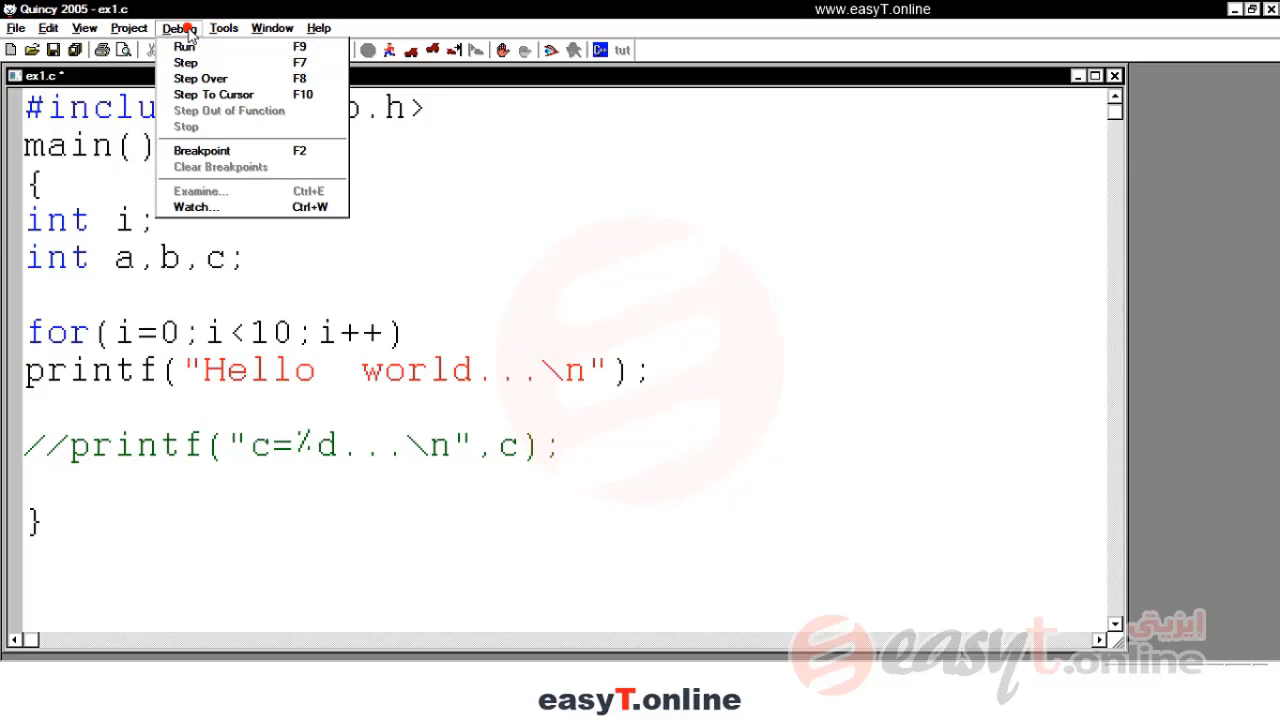 Quincy 2005 - ex1.c
www.easyT.online
File Edit View Project Debug Tools Window Help
tut
Run F9
Step F7
Step Over F8
Step To Cursor F10
Step Out of Function
Stop
Breakpoint F2
Clear Breakpoints
Examine... Ctrl+E
Watch... Ctrl+W
ex1.c *
#inclu o.h>
main()
{
int i;
int a,b,c;
for(i=0;i<10;i++)
printf("Hello  world...\n");
//printf("c=%d...\n",c);
}
easyt.online
ایزیتی
easyT.online